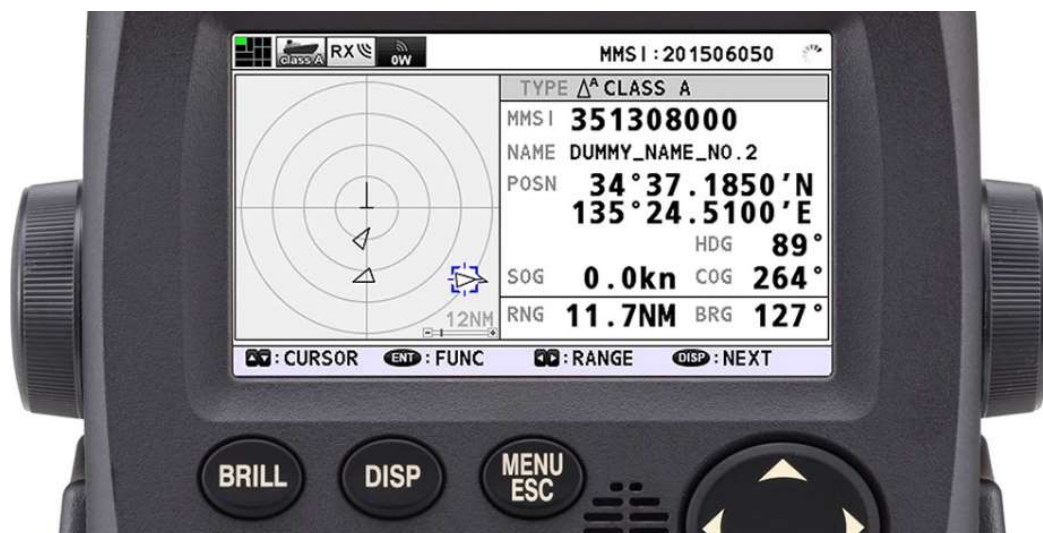 class A RX 0W MMSI:201506050
TYPE A CLASS A
MMSI 351308000
NAME DUMMY_NAME_NO.2
POSN 34°37.1850'N
135°24.5100'E
HDG 89°
SOG 0.0kn COG 264°
12NM RNG 11.7NM BRG 127°
:CURSOR ENT:FUNC :RANGE DISP:NEXT
BRILL DISP MENU
ESC